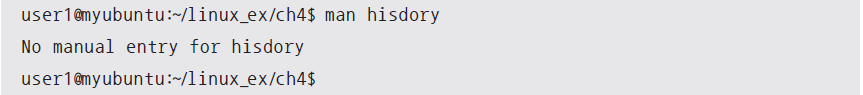 user1@myubuntu:~/linux_ex/ch4$ man hisdory
No manual entry for hisdory
user1@myubuntu:~/linux_ex/ch4$